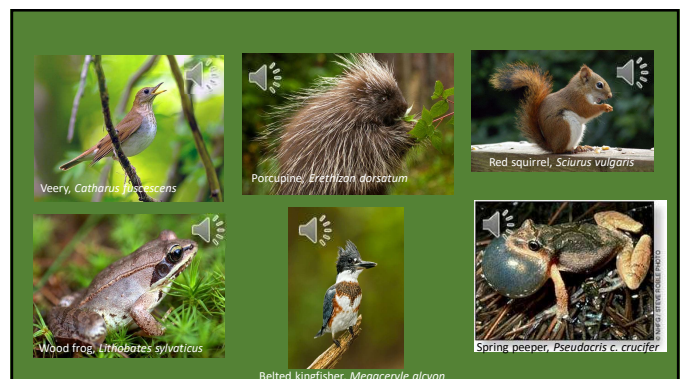 Veery, Catharus fuscescens
Porcupine, Erethizon dorsatum
Red squirrel, Sciurus vulgaris
Wood frog, Lithobates sylvaticus
Belted kingfisher, Megaceryle alcyon
Spring peeper, Pseudacris c. crucifer